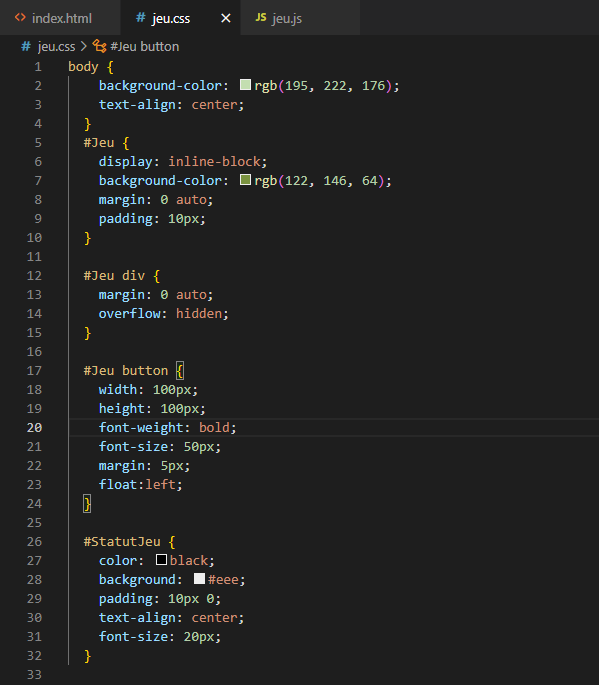 index.html # jeu.css × JS jeu.js
# jeu.css > #Jeu button
1 body {
2 background-color: rgb(195, 222, 176);
3 text-align: center;
4 }
5 #Jeu {
6 display: inline-block;
7 background-color: rgb(122, 146, 64);
8 margin: 0 auto;
9 padding: 10px;
10 }
11
12 #Jeu div {
13 margin: 0 auto;
14 overflow: hidden;
15 }
16
17 #Jeu button {
18 width: 100px;
19 height: 100px;
20 font-weight: bold;
21 font-size: 50px;
22 margin: 5px;
23 float:left;
24 }
25
26 #StatutJeu {
27 color: black;
28 background: #eee;
29 padding: 10px 0;
30 text-align: center;
31 font-size: 20px;
32 }
33